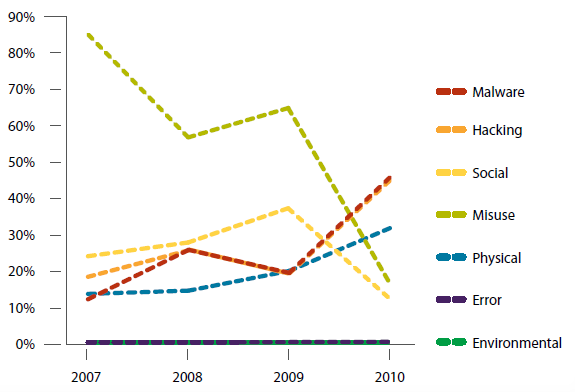 90%
80%
70%
60%
50%
40%
30%
20%
10%
0%
2007 2008 2009 2010
Malware
Hacking
Social
Misuse
Physical
Error
Environmental